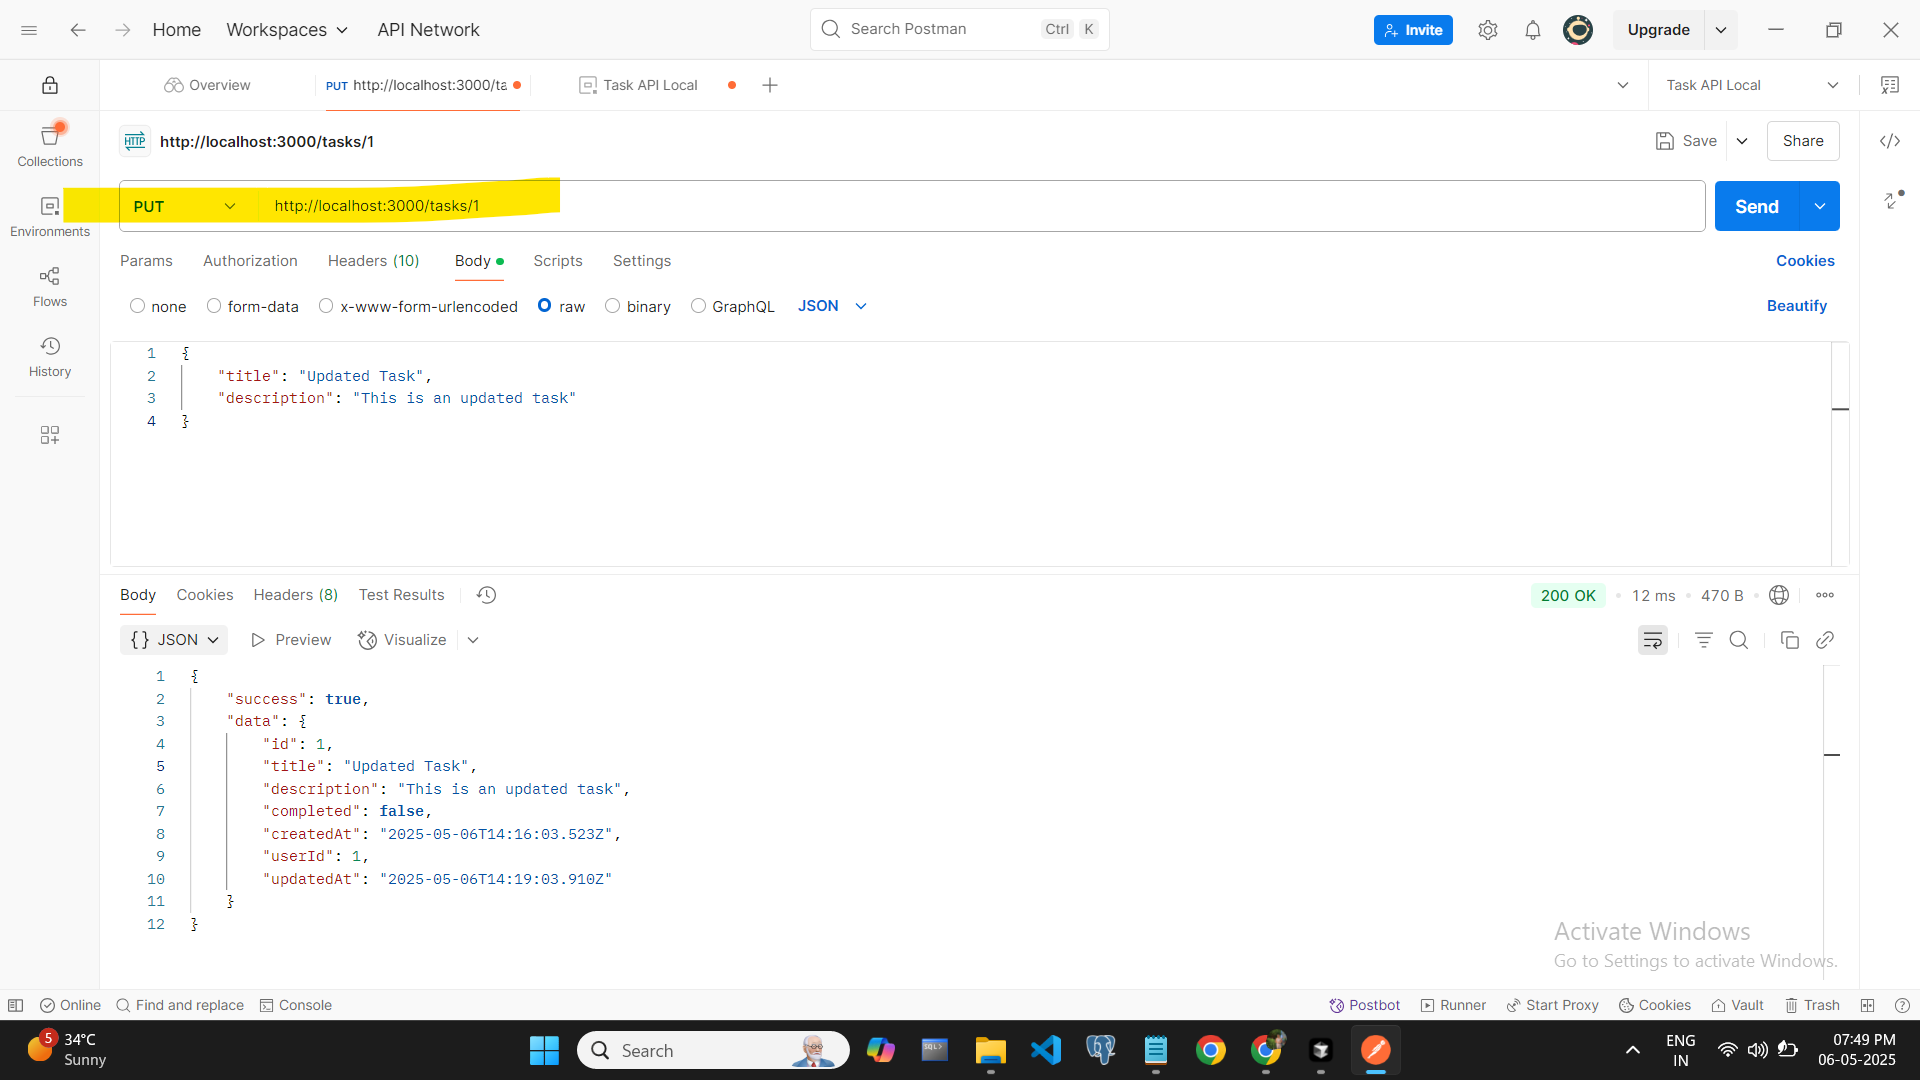 Home Workspaces API Network Search Postman Ctrl K Invite Upgrade
Overview PUT http://localhost:3000/ta Task API Local Task API Local
HTTP http://localhost:3000/tasks/1 Save Share
Collections
PUT http://localhost:3000/tasks/1 Send
Environments
Params Authorization Headers (10) Body Scripts Settings Cookies
Flows
none form-data x-www-form-urlencoded raw binary GraphQL JSON Beautify
History
1 {
2 "title": "Updated Task",
3 "description": "This is an updated task"
4 }
Body Cookies Headers (8) Test Results 200 OK 12 ms 470 B
{} JSON Preview Visualize
1 {
2 "success": true,
3 "data": {
4 "id": 1,
5 "title": "Updated Task",
6 "description": "This is an updated task",
7 "completed": false,
8 "createdAt": "2025-05-06T14:16:03.523Z",
9 "userId": 1,
10 "updatedAt": "2025-05-06T14:19:03.910Z"
11 }
12 }
Activate Windows
Go to Settings to activate Windows.
Online Find and replace Console Postbot Runner Start Proxy Cookies Vault Trash
5 34°C
Sunny
Search
SQL>
ENG
IN
07:49 PM
06-05-2025